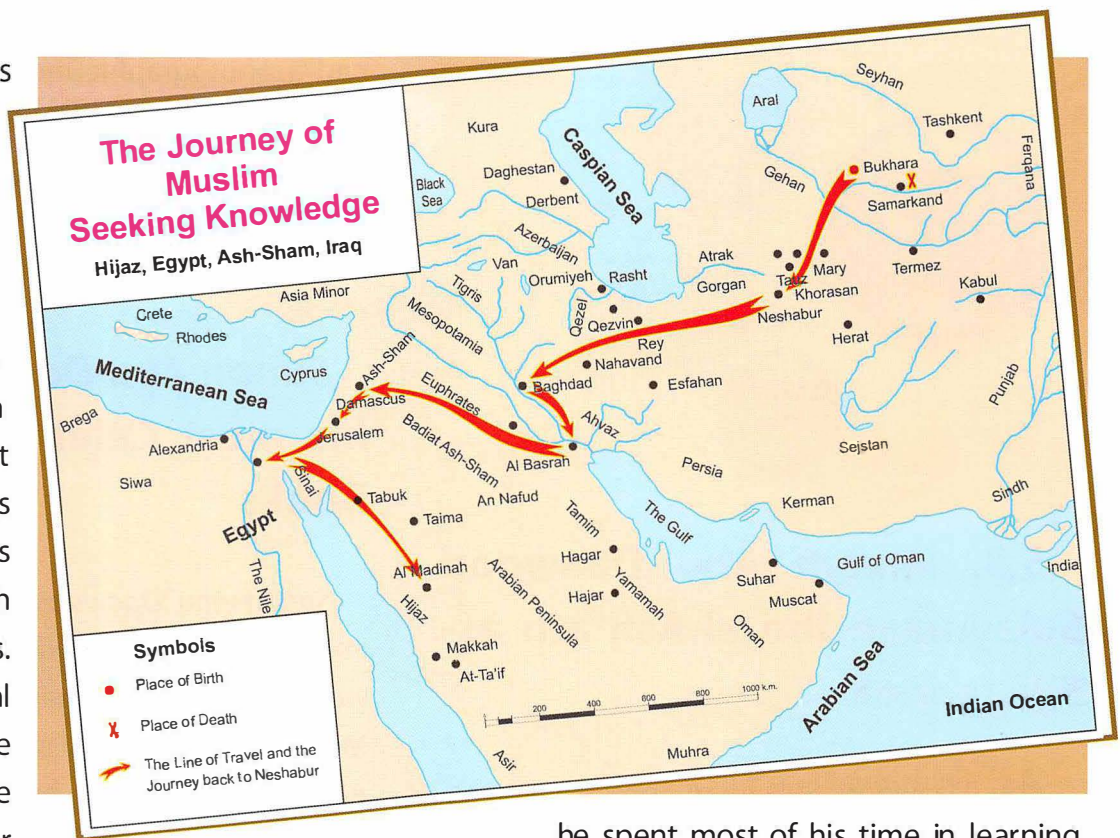 The Journey of
Muslim
Seeking Knowledge
Hijaz, Egypt, Ash-Sham, Iraq
Seyhan
Aral
Tashkent
Kura
Caspian Sea
Ferqana
Daghestan
Bukhara
Black
Sea
Gehan
Derbent
Samarkand
Azerbaijan
Van
Atrak
Mary
Termez
Orumiyeh
Rasht
Gorgan
Khorasan
Kabul
Tigris
Asia Minor
Qezel
Neshabur
Crete
Mesopotamia
Qezvin
Rhodes
Rey
Herat
Ash-Sham
Nahavand
Cyprus
Baghdad
Esfahan
Punjab
Mediterranean Sea
Euphrates
Damascus
Brega
Ahvaz
Jerusalem
Badiat Ash-Sham
Alexandria
Al Basrah
Sejstan
Siwa
Sinai
Persia
Tabuk
An Nafud
Kerman
Sindh
Egypt
Taima
Tamim
The Gulf
Hagar
Gulf of Oman
Al Madinah
Arabian Peninsula
Yamamah
Suhar
India
The Nile
Hijaz
Hajar
Muscat
Oman
Makkah
At-Ta'if
Arabian Sea
Indian Ocean
200
400
600
800
1000 k.m.
Asir
Muhra
Symbols
Place of Birth
Place of Death
The Line of Travel and the
Journey back to Neshabur
he spent most of his time in learning